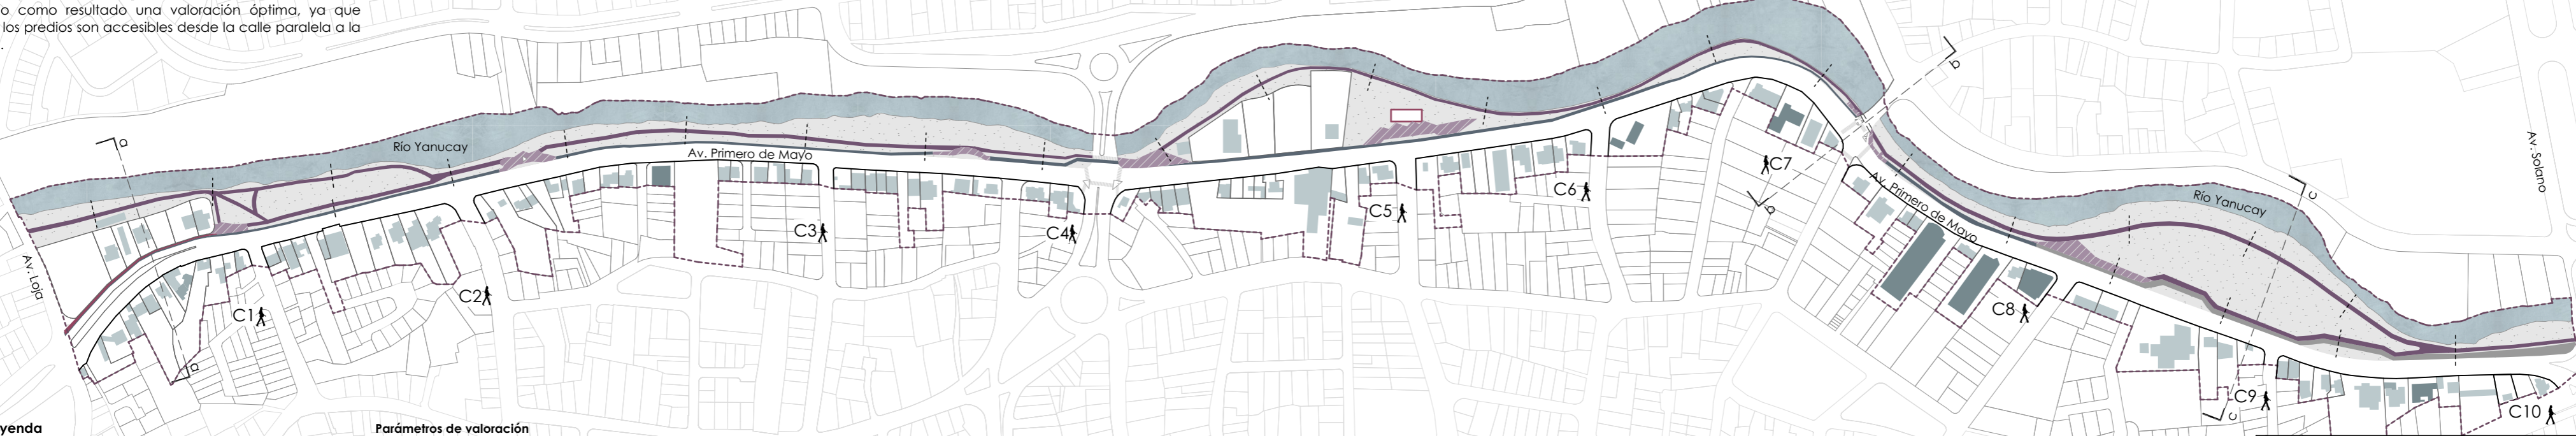 o como resultado una valoración óptima, ya que
los predios son accesibles desde la calle paralela a la
.
a
b
Río Yanucay
Av. Primero de Mayo
Av. Solano
C7
C6
b
Av. Primero de Mayo
Río Yanucay
c
C5
C3
C4
Av. Loja
C2
C1
C8
a
C9
c
C10
yenda
Parámetros de valoración